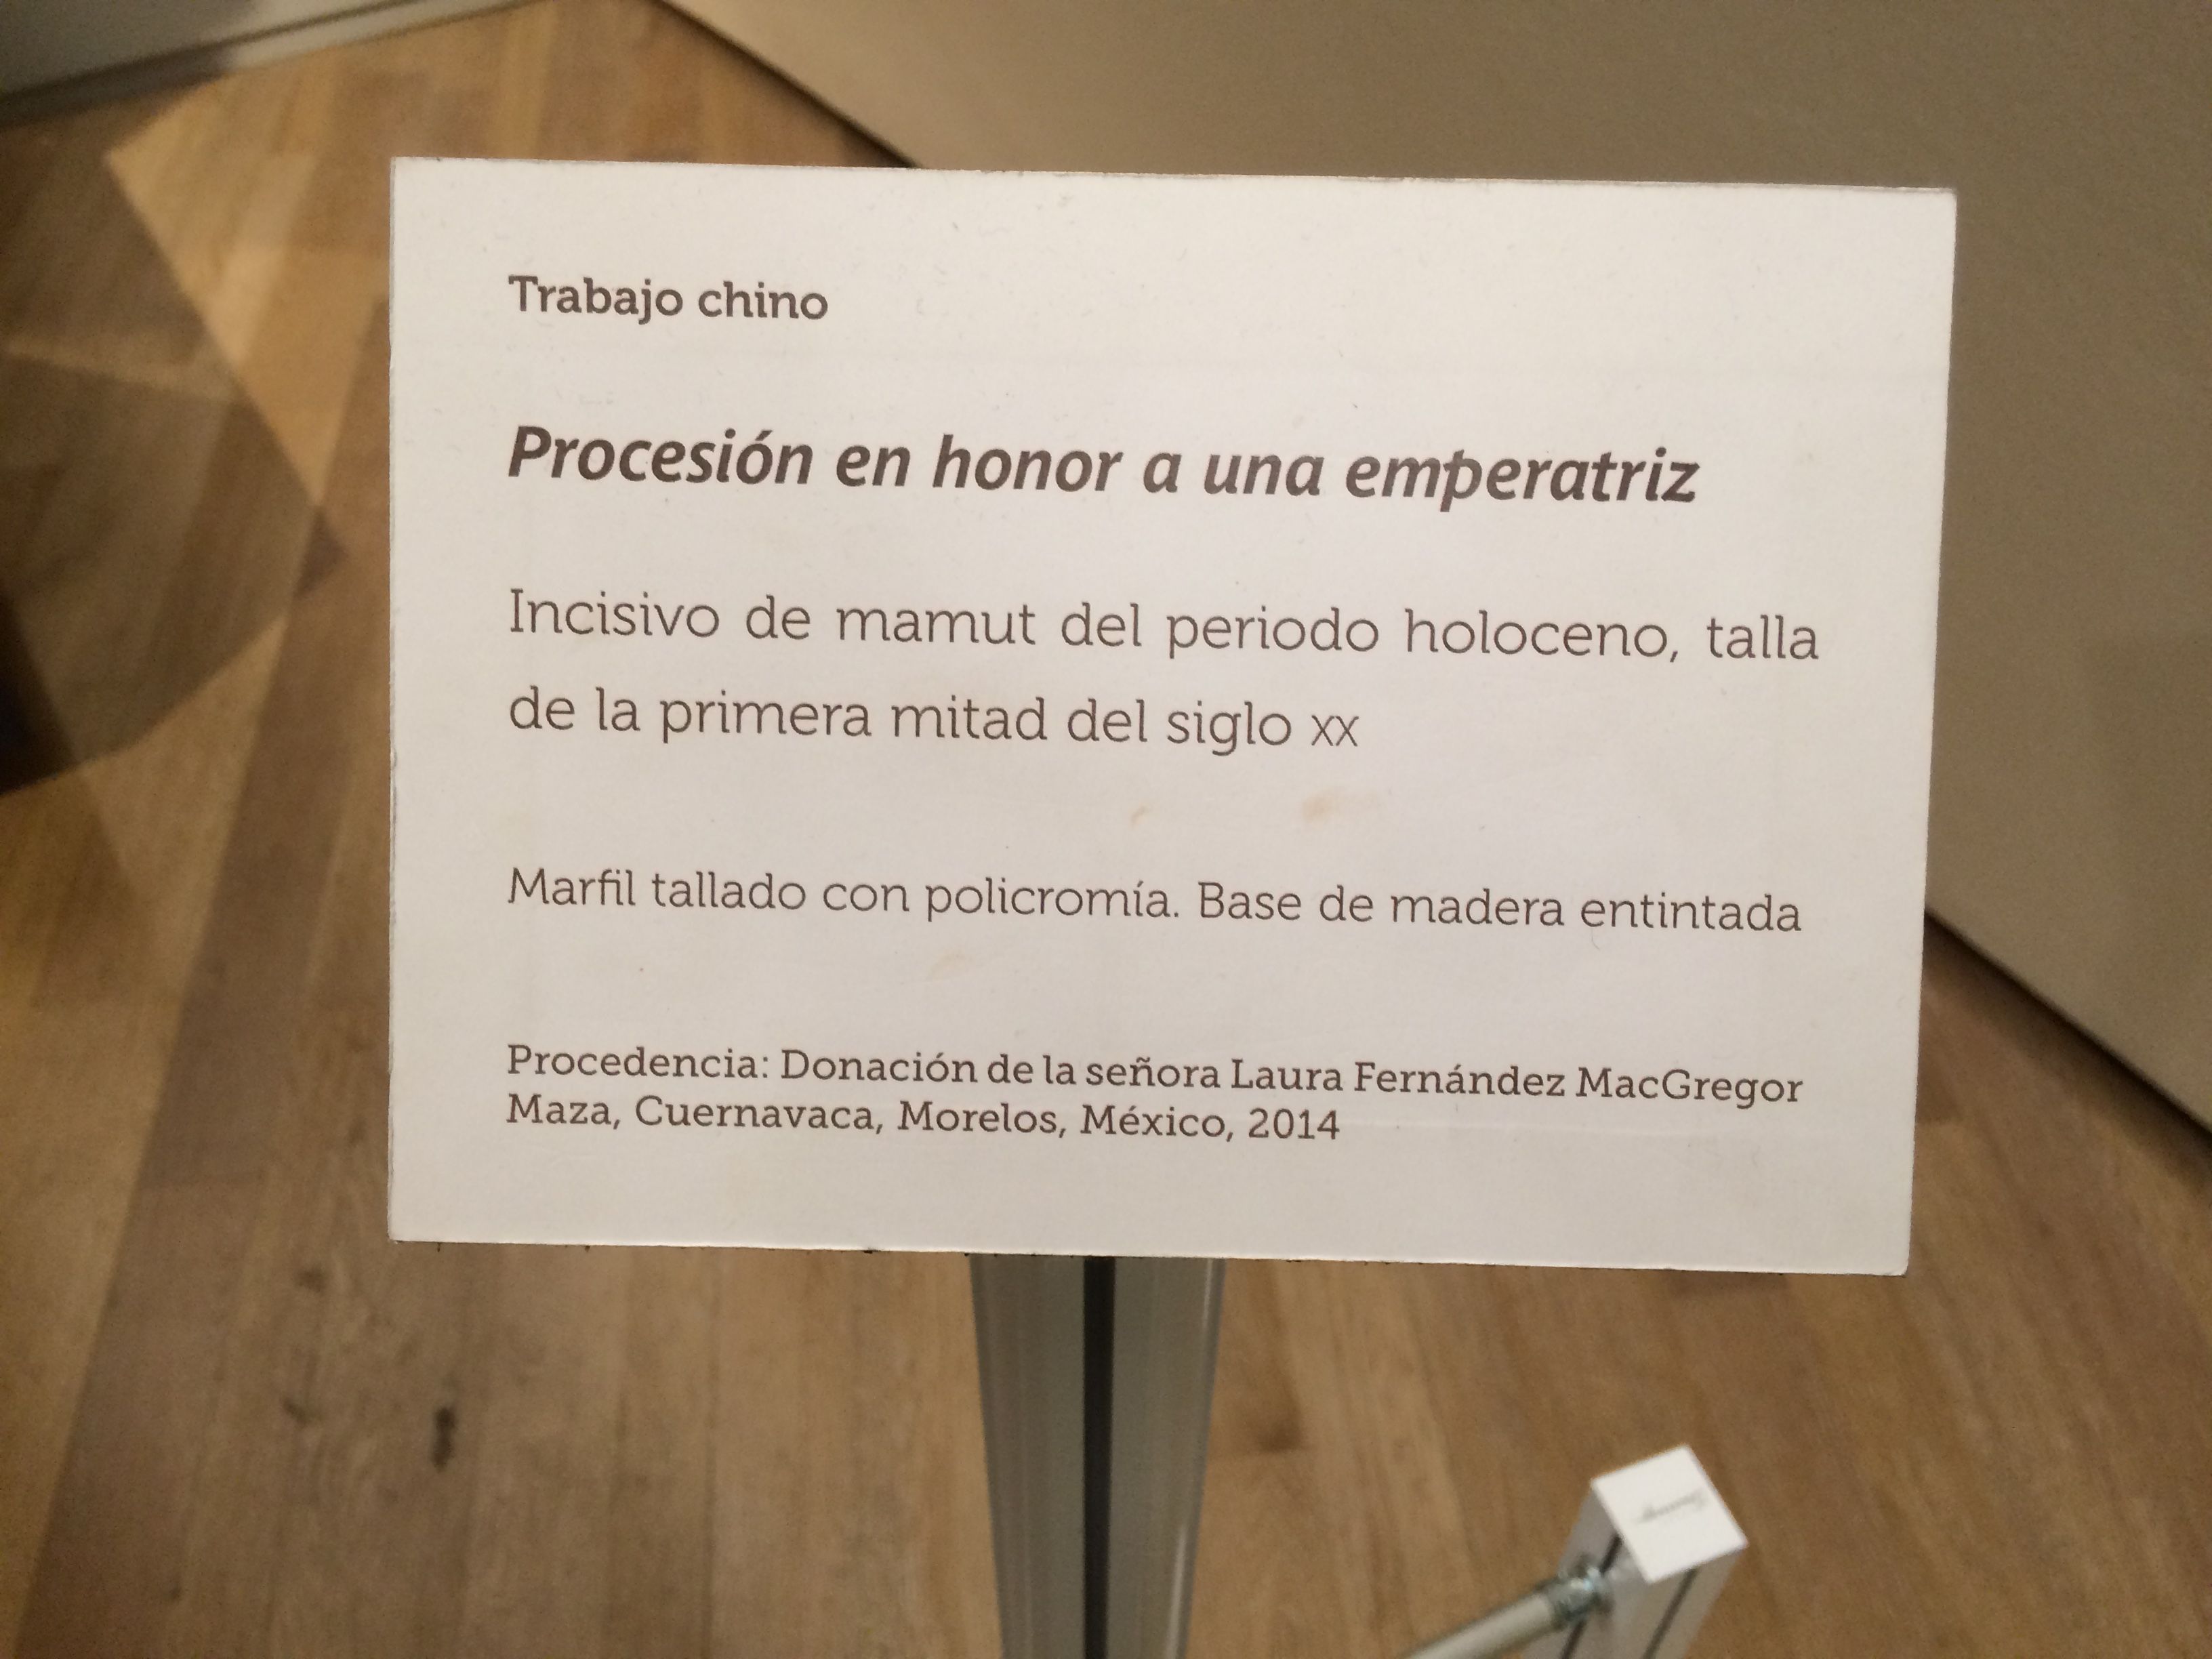 Trabajo chino
Procesión en honor a una emperatriz
Incisivo de mamut del periodo holoceno, talla
de la primera mitad del siglo XX
Marfil tallado con policromía. Base de madera entintada
Procedencia: Donación de la señora Laura Fernández MacGregor
Maza, Cuernavaca, Morelos, México, 2014